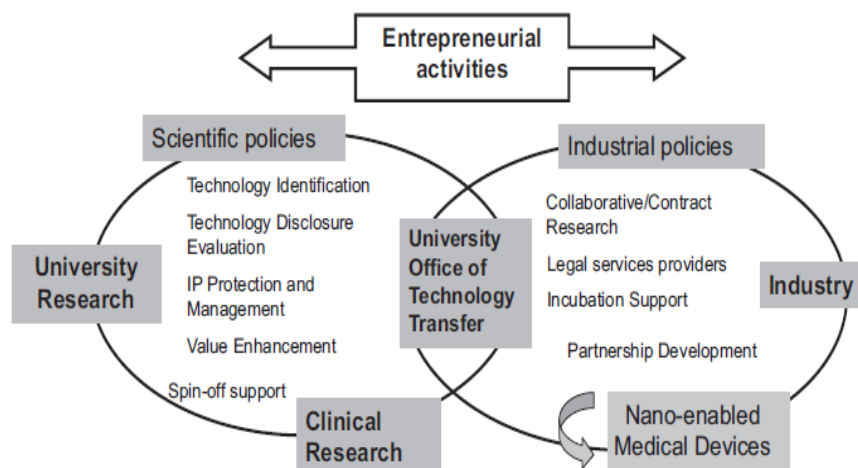 Entrepreneurial
activities
Scientific policies
Industrial policies
Technology Identification
Technology Disclosure
Evaluation
IP Protection and
Management
Value Enhancement
Spin-off support
University
Research
University
Office of
Technology
Transfer
Collaborative/Contract
Research
Legal services providers
Incubation Support
Partnership Development
Industry
Clinical
Research
Nano-enabled
Medical Devices